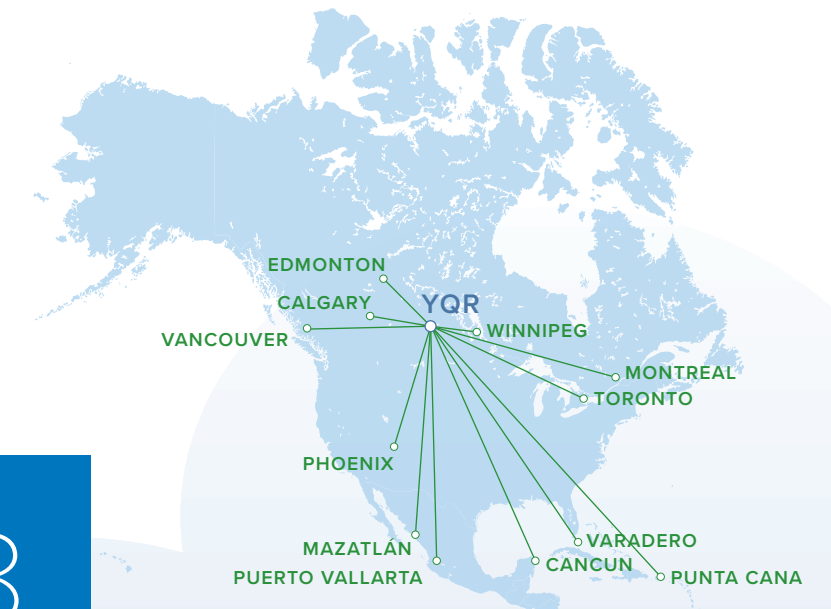 EDMONTON
YQR
CALGARY
WINNIPEG
VANCOUVER
MONTREAL
TORONTO
PHOENIX
VARADERO
MAZATLÁN
CANCUN
PUERTO VALLARTA
PUNTA CANA